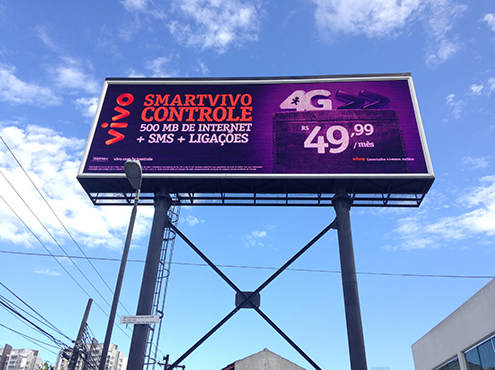 vivo
SMARTVIVO
CONTROLE
500 MB DE INTERNET
+ SMS + LIGAÇÕES
4G
R$
49,99
/mês
vivo